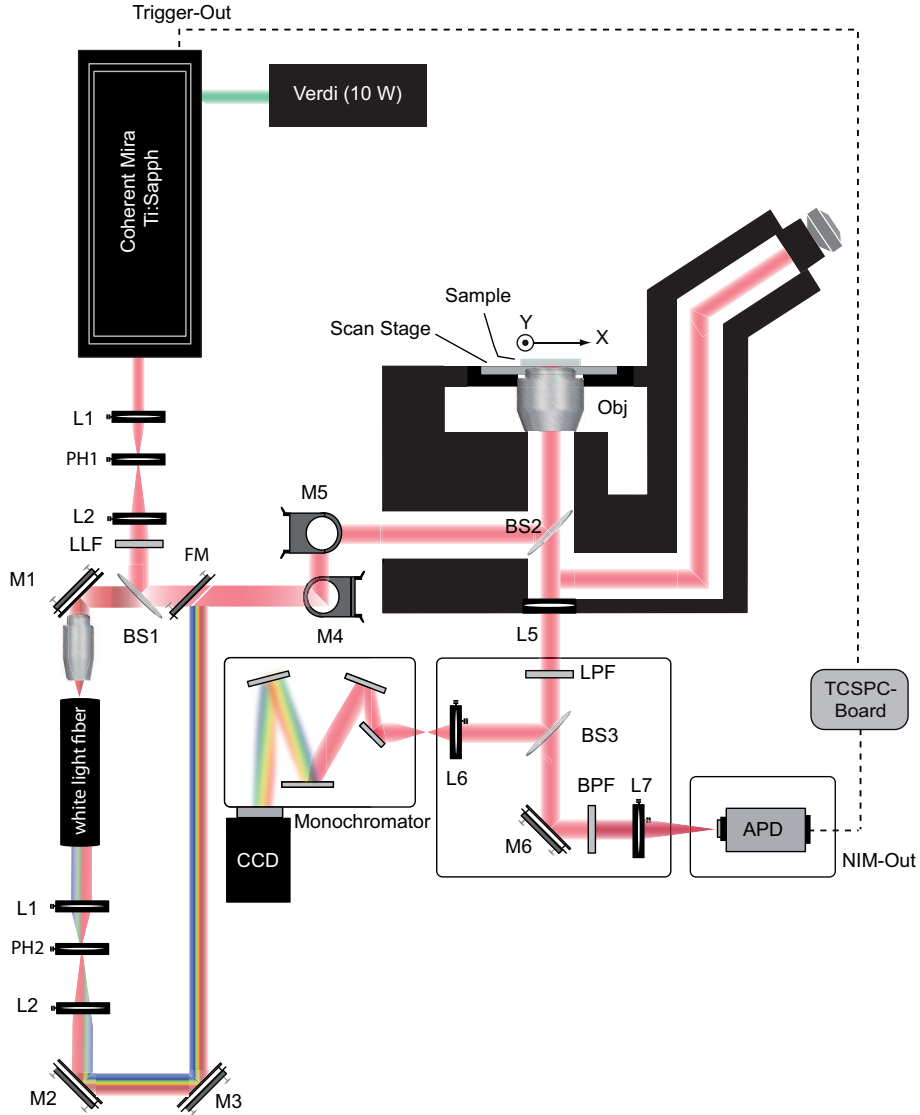 Trigger-Out
Verdi (10 W)
Coherent Mira
Ti:Sapph
Sample
Scan Stage
Y
X
Obj
L1
PH1
L2
LLF
M5
BS2
M1
FM
BS1
M4
L5
LPF
TCSPC-
Board
BS3
L6
white light fiber
BPF
L7
Monochromator
M6
APD
CCD
NIM-Out
L1
PH2
L2
M2
M3